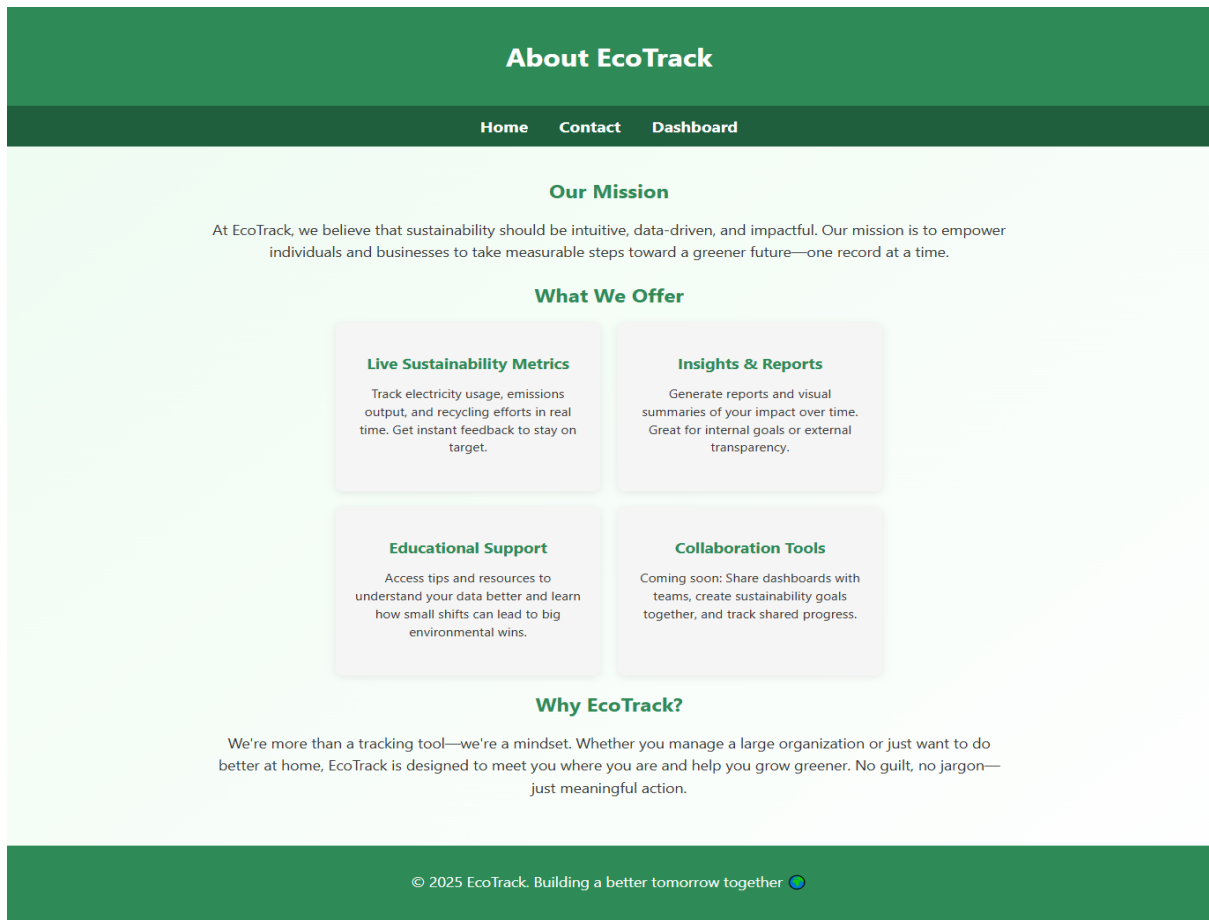 About EcoTrack
Home Contact Dashboard
Our Mission
At EcoTrack, we believe that sustainability should be intuitive, data-driven, and impactful. Our mission is to empower
individuals and businesses to take measurable steps toward a greener future—one record at a time.
What We Offer
Live Sustainability Metrics
Track electricity usage, emissions
output, and recycling efforts in real
time. Get instant feedback to stay on
target.
Insights & Reports
Generate reports and visual
summaries of your impact over time.
Great for internal goals or external
transparency.
Educational Support
Access tips and resources to
understand your data better and learn
how small shifts can lead to big
environmental wins.
Collaboration Tools
Coming soon: Share dashboards with
teams, create sustainability goals
together, and track shared progress.
Why EcoTrack?
We're more than a tracking tool—we're a mindset. Whether you manage a large organization or just want to do
better at home, EcoTrack is designed to meet you where you are and help you grow greener. No guilt, no jargon—
just meaningful action.
© 2025 EcoTrack. Building a better tomorrow together 🌍